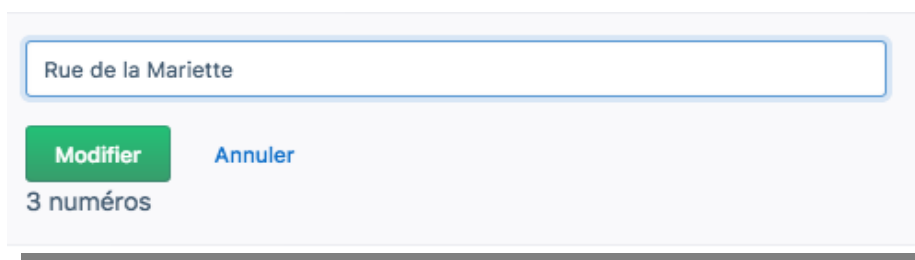 Rue de la Mariette
Modifier Annuler
3 numéros